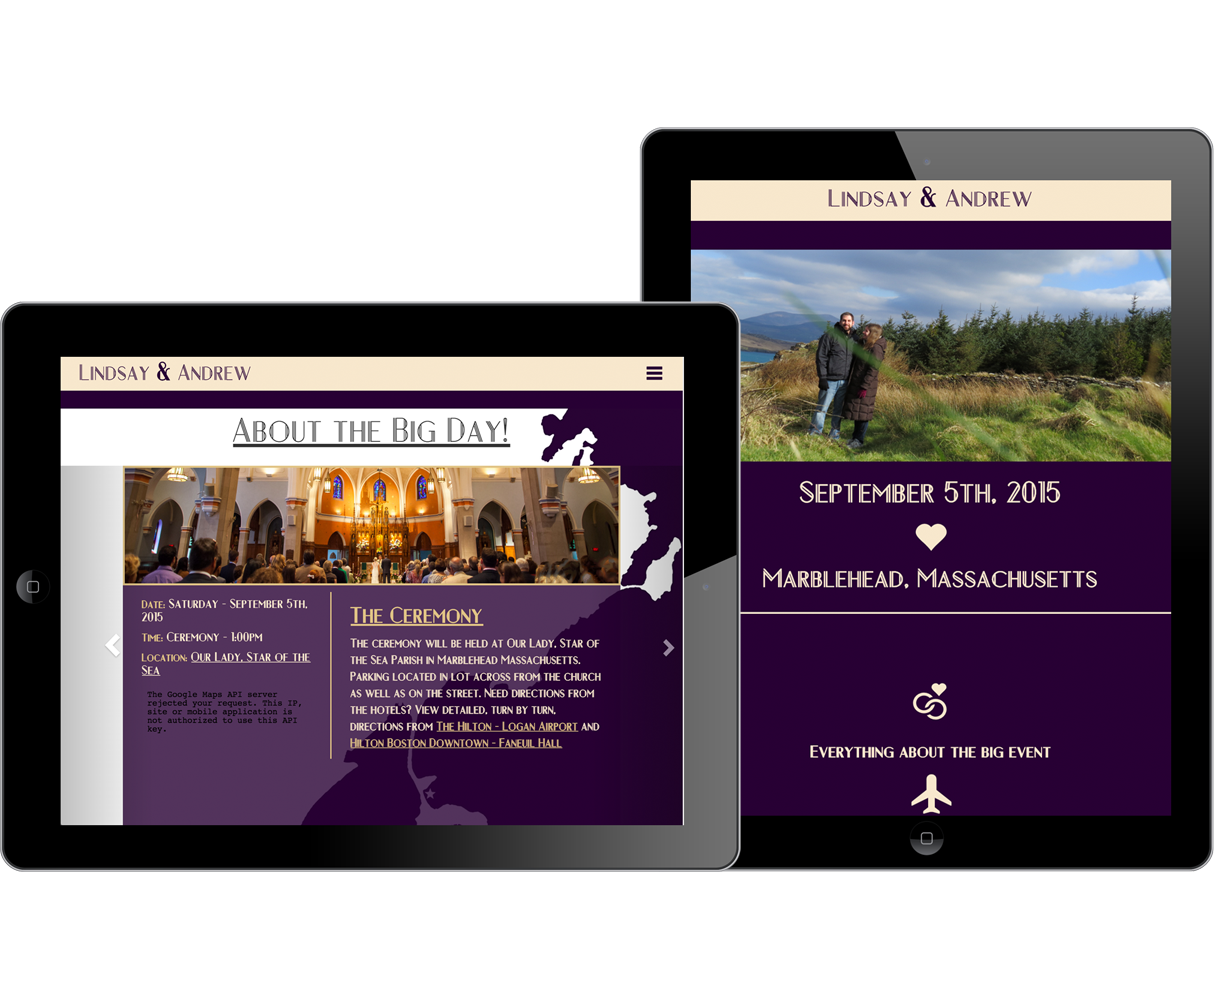 Lindsay & Andrew
About the Big Day!
Date: Saturday - September 5th,
2015
Time: Ceremony - 1:00pm
Location: Our Lady, Star of the
Sea
The Google Maps API server
rejected your request. This IP,
site or mobile application is
not authorized to use this API
key.
The Ceremony
The ceremony will be held at Our Lady, Star of
the Sea Parish in Marblehead Massachusetts.
Parking located in lot across from the church
as well as on the street. Need directions from
the hotels? View detailed, turn by turn,
directions from The Hilton - Logan Airport and
Hilton Boston Downtown - Faneuil Hall
Lindsay & Andrew
September 5th, 2015
Marblehead, Massachusetts
Everything about the big event